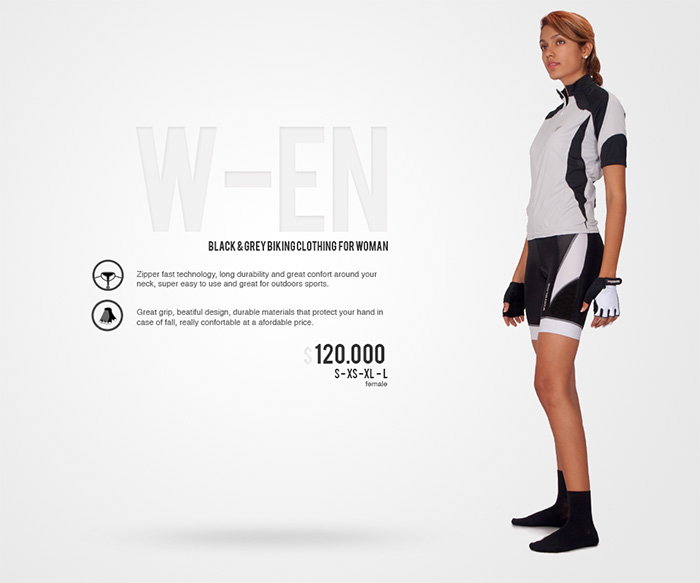 W-EN
BLACK & GREY BIKING CLOTHING FOR WOMAN
Zipper fast technology, long durability and great confort around your
neck, super easy to use and great for outdoors sports.
Great grip, beatiful design, durable materials that protect your hand in
case of fall, really confortable at a afordable price.
$120.000
S-XS-XL-L
female